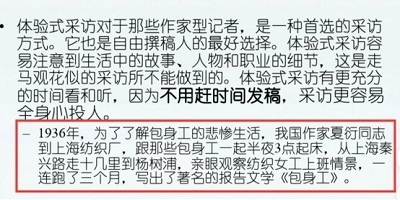 • 体验式采访对于那些作家型记者，是一种首选的采访
方式。它也是自由撰稿人的最好选择。体验式采访容
易注意到生活中的故事、人物和职业的细节，这是走
马观花似的采访所不能做到的。体验式采访有更充分
的时间看和听，因为不用赶时间发稿，采访更容易
全身心投人。
– 1936年，为了了解包身工的悲惨生活，我国作家夏衍同志
到上海纺织厂，跟那些包身工一起半夜3点起床，从上海秦
兴路走十几里到杨树浦，亲眼观察纺织女工上班情景，一
连跑了三个月，写出了著名的报告文学《包身工》。